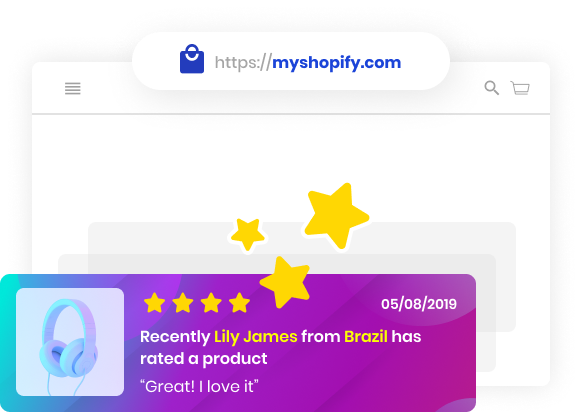 https://myshopify.com
05/08/2019
Recently Lily James from Brazil has
rated a product
“Great! I love it”